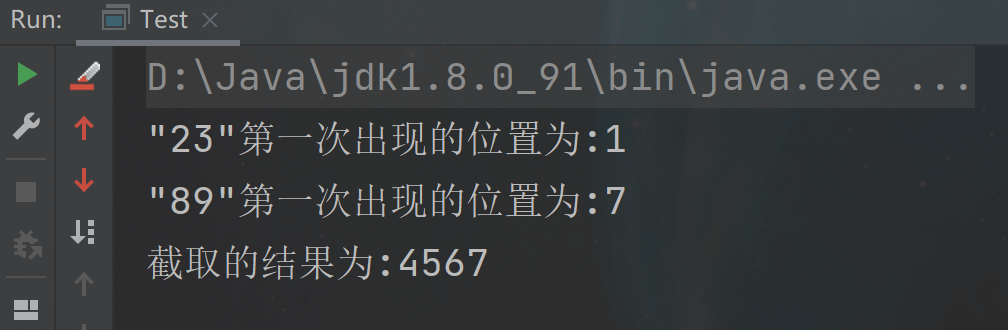 Run: Test
D:\Java\jdk1.8.0_91\bin\java.exe ...
"23"第一次出现的位置为:1
"89"第一次出现的位置为:7
截取的结果为:4567